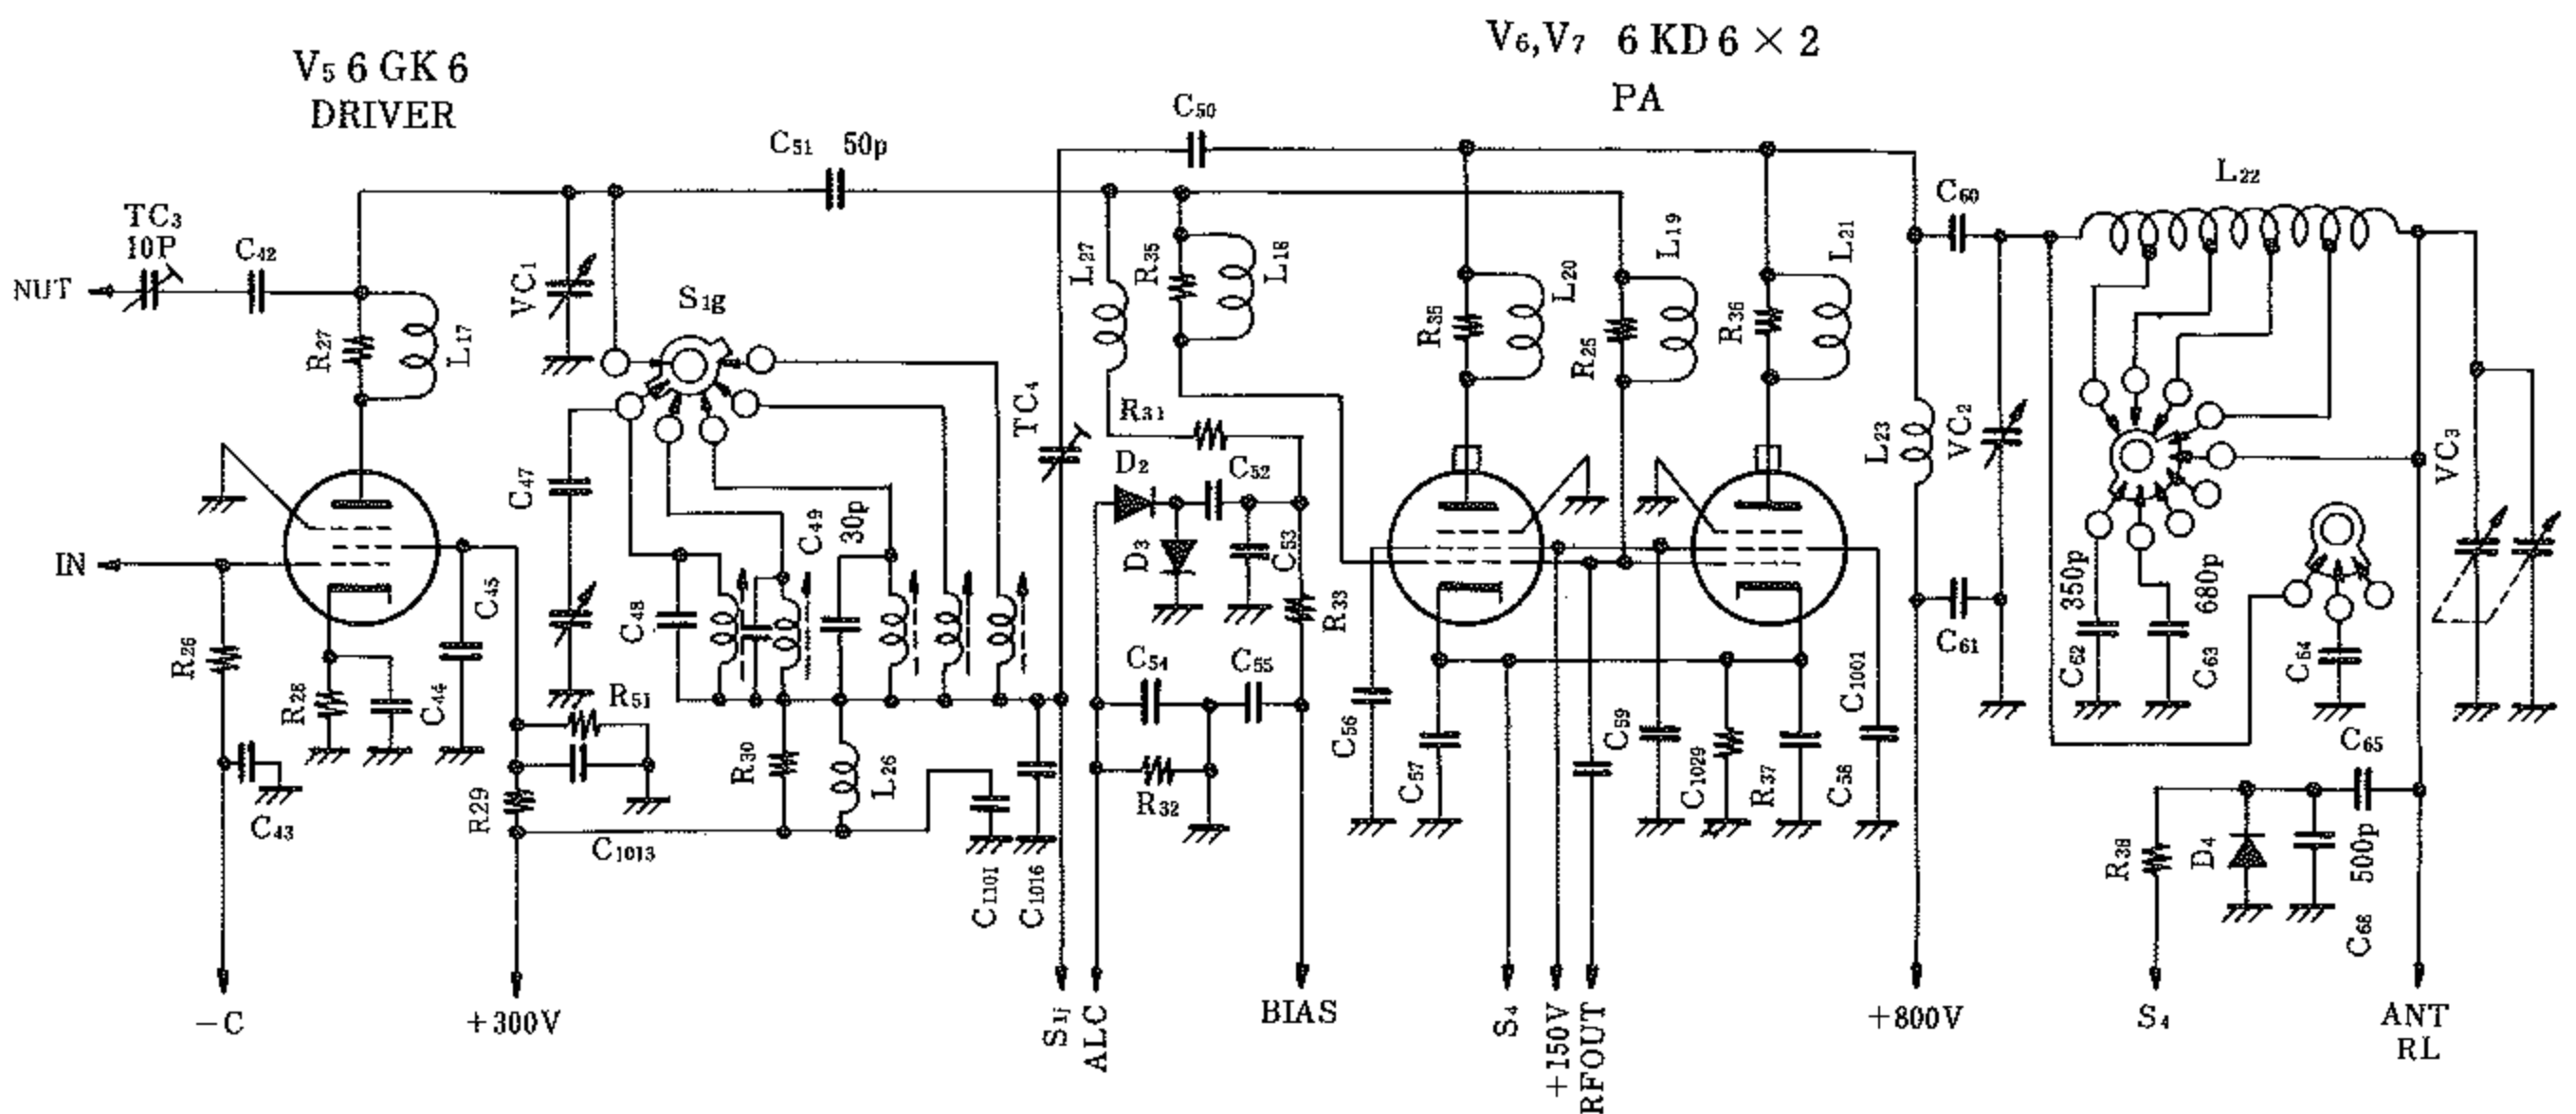 V₅ 6 GK 6
DRIVER
V₆,V₇ 6 KD 6 × 2
PA
TC₃
10P
C₄₂
NUT
R₂₇
L₁₇
VC₁
S₁g
C₅₁ 50p
C₅₀
L₂₇
R₃₅
L₁₈
R₃₅
L₂₀
R₂₅
L₁₉
R₃₆
L₂₁
C₆₀
L₂₂
L₂₃
VC₂
VC₃
TC₄
R₃₁
D₂
C₅₂
D₃
C₅₃
R₃₃
C₄₇
C₄₈
C₄₉
30p
IN
R₂₆
R₂₈
C₄₄
C₄₅
R₅₁
C₄₃
R₂₉
C₁₀₁₃
R₃₀
L₂₆
C₁₁₀₁
C₁₀₁₆
C₅₄
C₅₅
R₃₂
C₅₆
C₅₇
C₅₉
C₁₀₂₉
R₃₇
C₅₈
C₁₀₀₁
C₆₁
350p
C₆₂
680p
C₆₃
C₆₄
C₆₅
R₃₈
D₄
500p
C₆₆
−C
+300V
S₁j
ALC
BIAS
S₄
+150V
RFOUT
+800V
S₄
ANT
RL